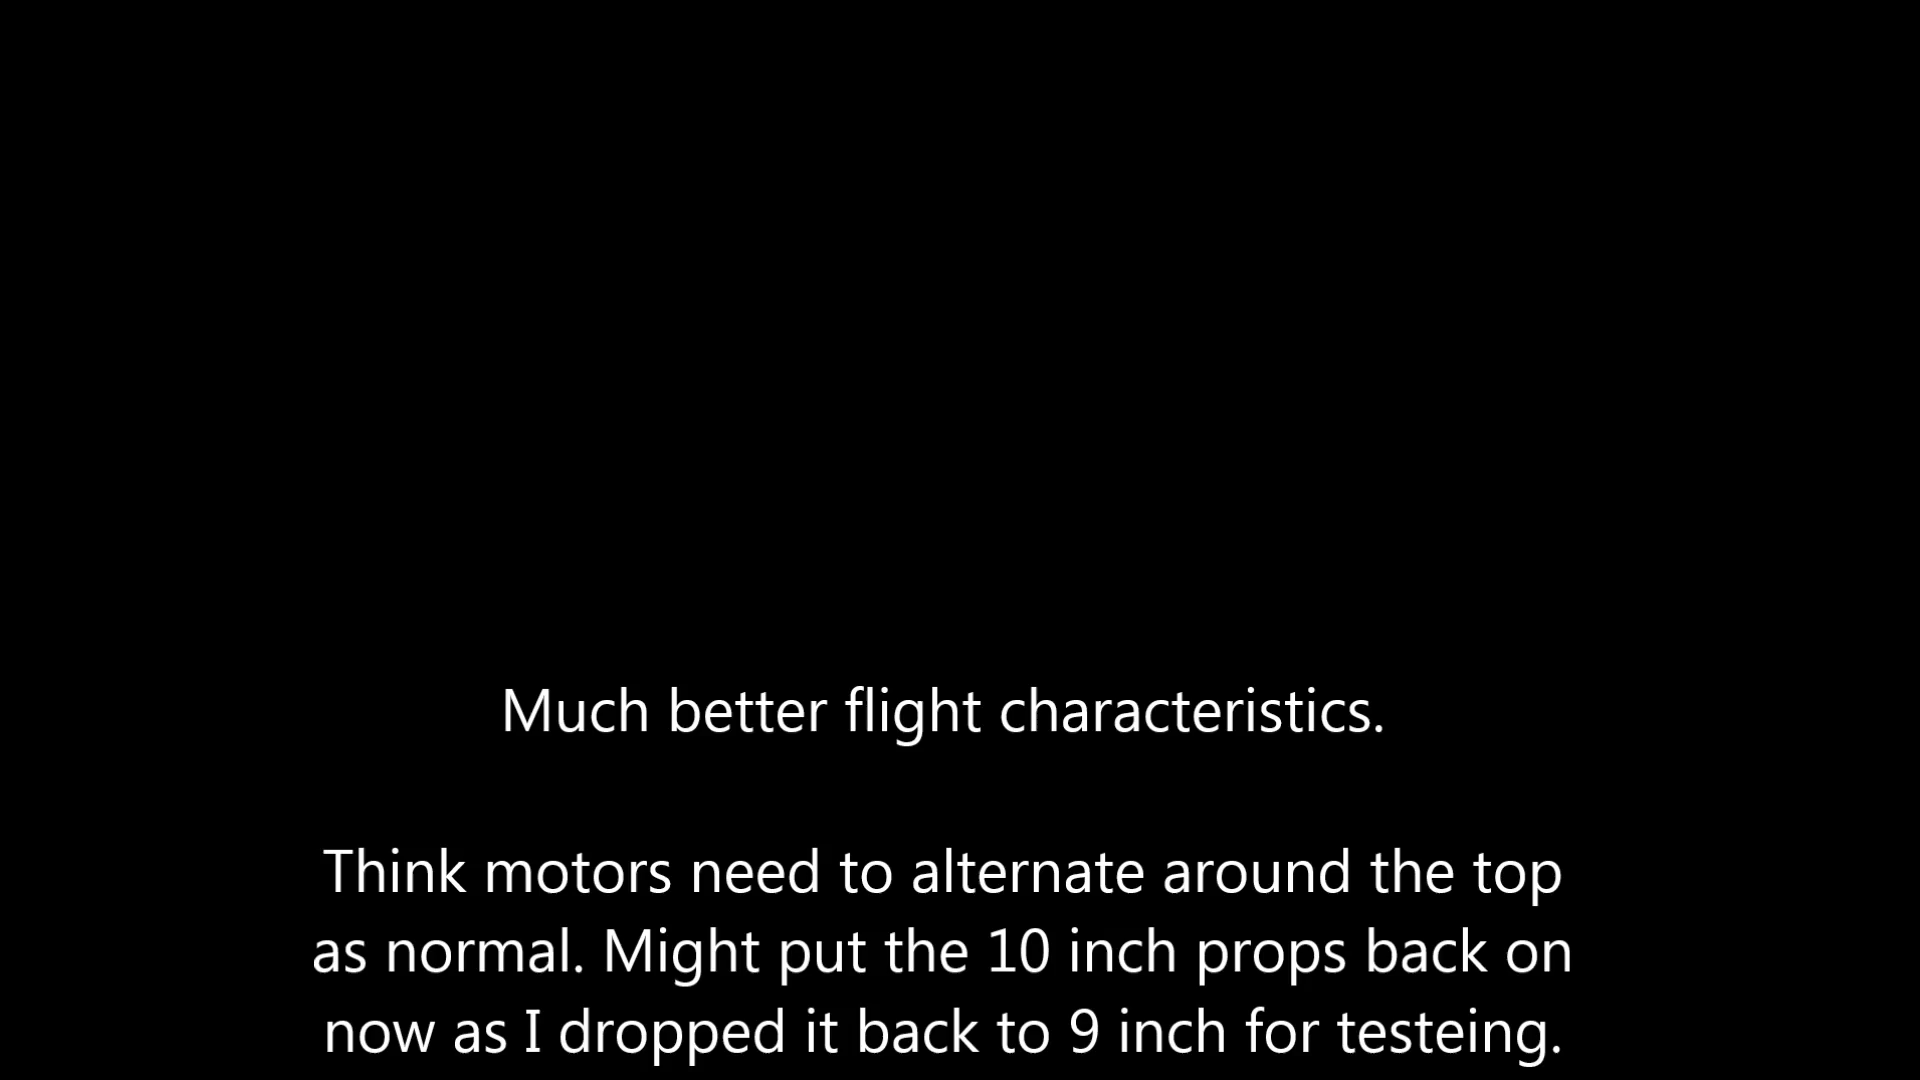 Much better flight characteristics.
Think motors need to alternate around the top
as normal. Might put the 10 inch props back on
now as I dropped it back to 9 inch for testeing.